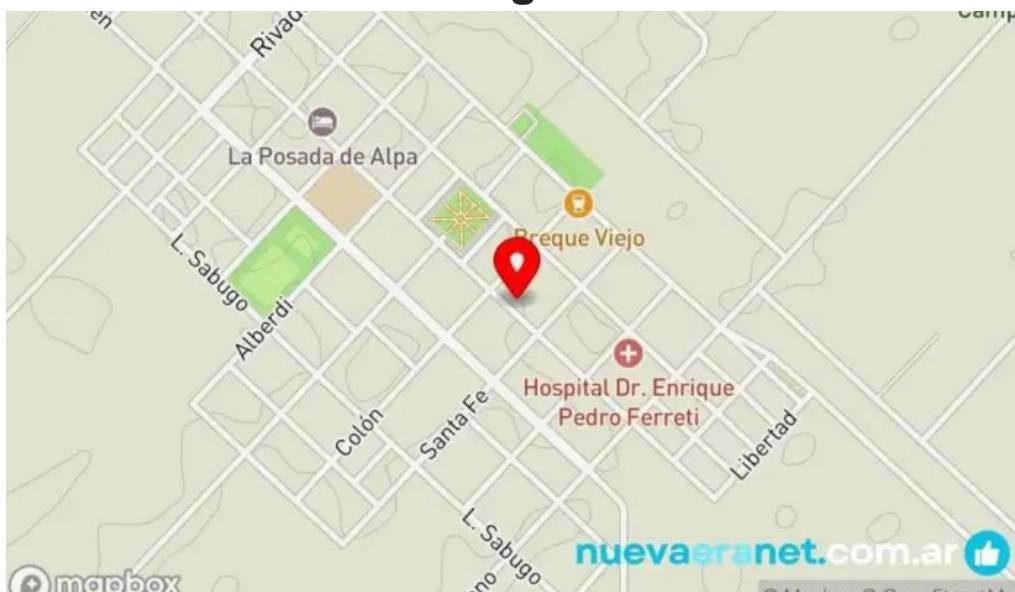 La Posada de Alpa
Breque Viejo
L. Sabugo
Alberdi
Hospital Dr. Enrique
Pedro Ferreti
Colón
Santa Fe
Libertad
L. Sabugo
nuevaeranet.com.ar
mapbox